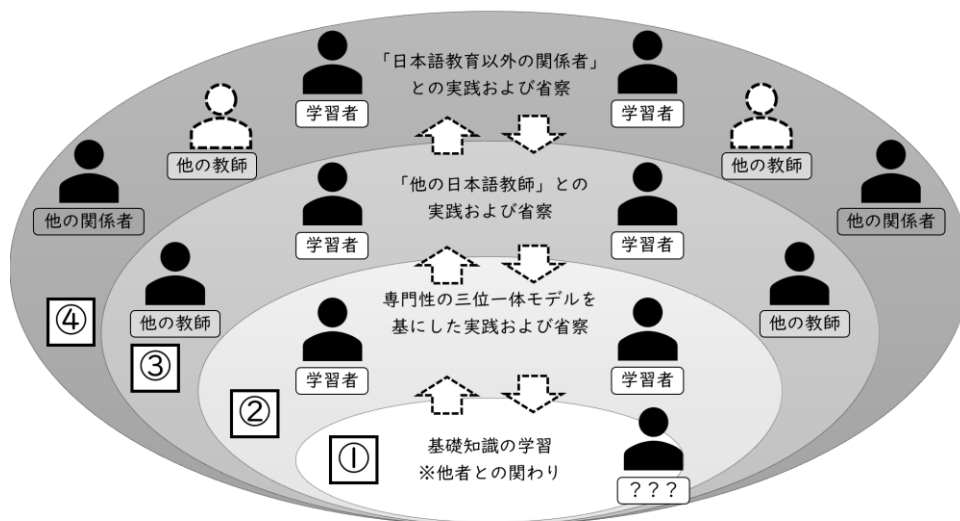 「日本語教育以外の関係者」
との実践および省察
学習者
学習者
他の教師
他の教師
他の関係者
他の関係者
「他の日本語教師」との
実践および省察
学習者
学習者
他の教師
他の教師
④
③
専門性の三位一体モデルを
基にした実践および省察
学習者
学習者
②
①
基礎知識の学習
※他者との関わり
？？？